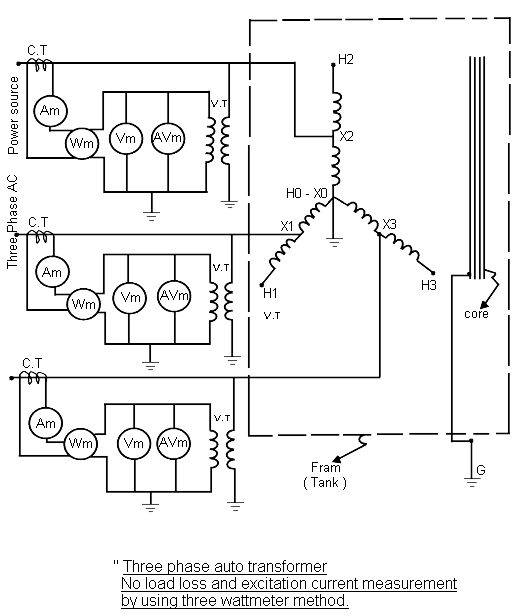 C.T
H2
Power source
Am
V.T
Wm
Vm
AVm
X2
H0 - X0
Three Phase AC
C.T
X1
X3
Am
V.T
Wm
Vm
AVm
H1
V.T
H3
core
C.T
Am
V.T
Wm
Vm
AVm
Fram
( Tank )
G
" Three phase auto transformer
No load loss and excitation current measurement
by using three wattmeter method.